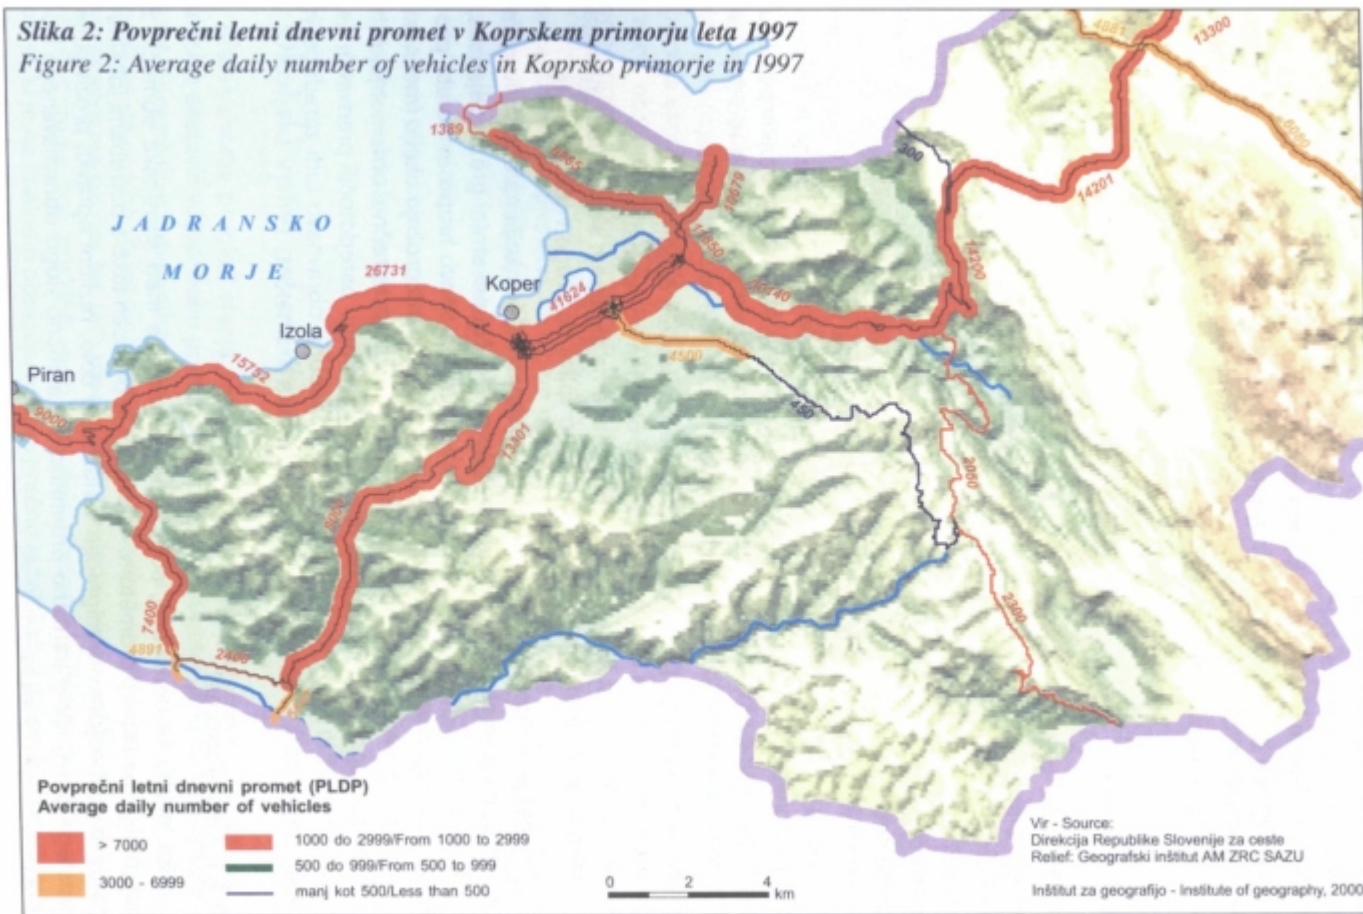 Slika 2: Povprečni letni dnevni promet v Koprskem primorju leta 1997
Figure 2: Average daily number of vehicles in Koprsko primorje in 1997
4881
13300
6080
1389
300
14201
JADRANSKO
MORJE
14200
26731
Koper
41624
Izola
4500
15752
Piran
9000
450
13401
2060
2300
7400
4891
2400
Povprečni letni dnevni promet (PLDP)
Average daily number of vehicles
> 7000
1000 do 2999/From 1000 to 2999
500 do 999/From 500 to 999
3000 - 6999
manj kot 500/Less than 500
0 2 4
km
Vir - Source:
Direkcija Republike Slovenije za ceste
Relief: Geografski inštitut AM ZRC SAZU
Inštitut za geografijo - Institute of geography, 2000